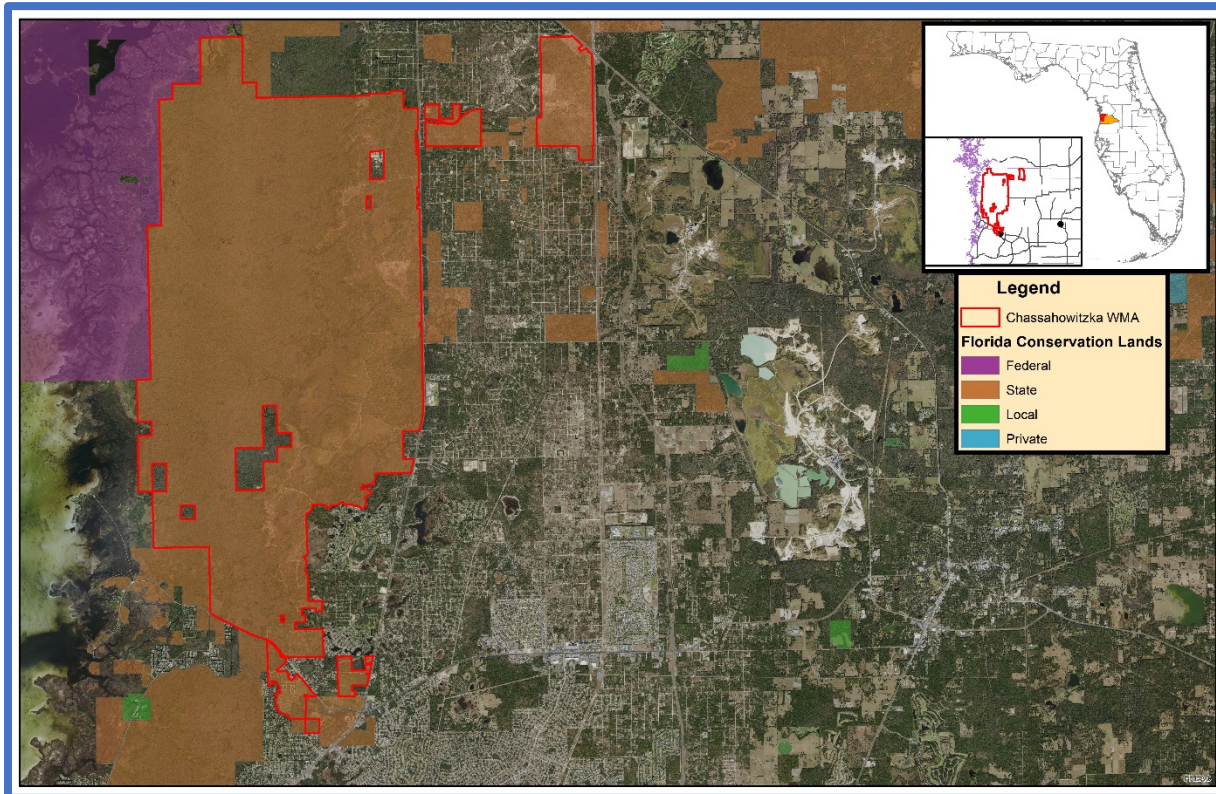 Legend
Chassahowitzka WMA
Florida Conservation Lands
Federal
State
Local
Private